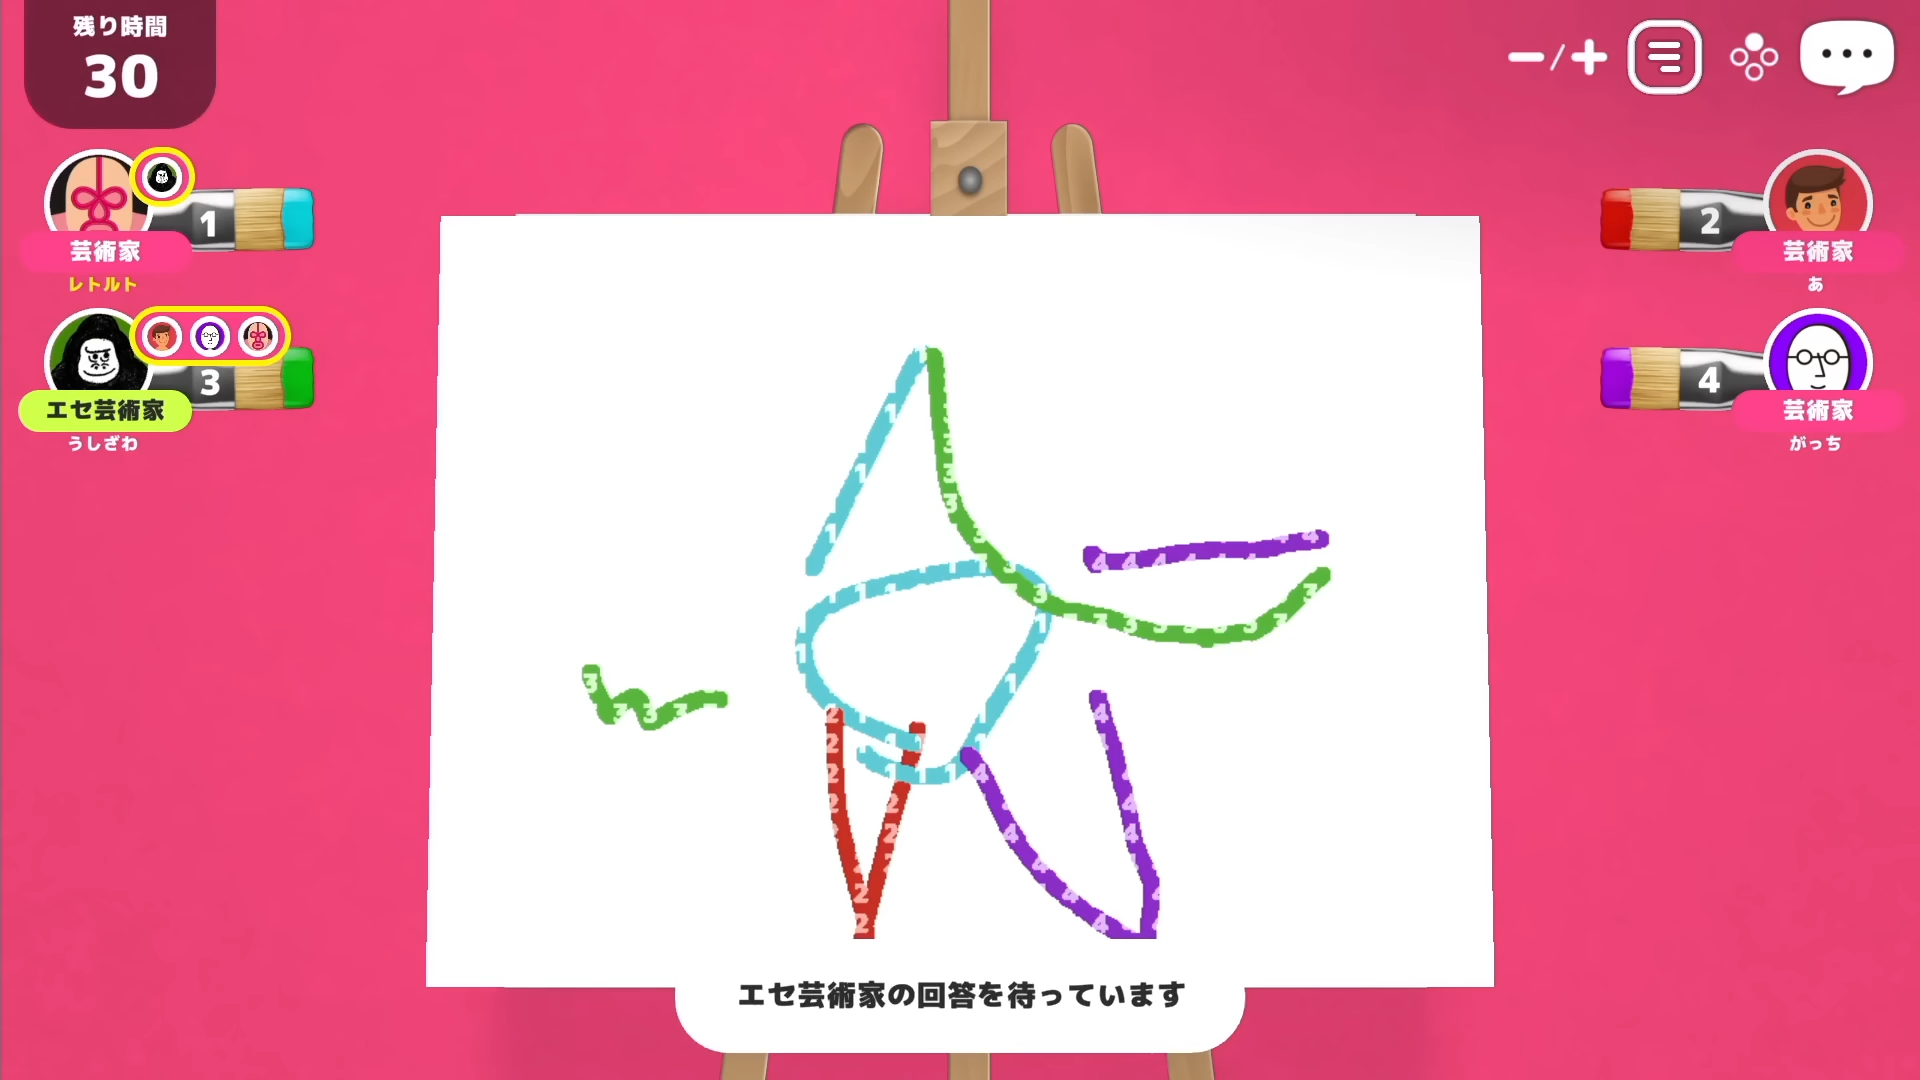 残り時間
30
1
芸術家
レトルト
3
エセ芸術家
うしざわ
2
芸術家
あ
4
芸術家
がっち
エセ芸術家の回答を待っています